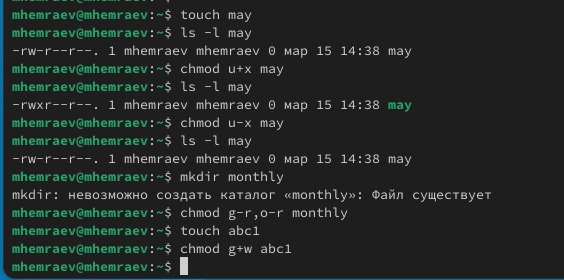 mhemraev@mhemraev:~$ touch may
mhemraev@mhemraev:~$ ls -l may
-rw-r--r--. 1 mhemraev mhemraev 0 мар 15 14:38 may
mhemraev@mhemraev:~$ chmod u+x may
mhemraev@mhemraev:~$ ls -l may
-rwxr--r--. 1 mhemraev mhemraev 0 мар 15 14:38 may
mhemraev@mhemraev:~$ chmod u-x may
mhemraev@mhemraev:~$ ls -l may
-rw-r--r--. 1 mhemraev mhemraev 0 мар 15 14:38 may
mhemraev@mhemraev:~$ mkdir monthly
mkdir: невозможно создать каталог «monthly»: Файл существует
mhemraev@mhemraev:~$ chmod g-r,o-r monthly
mhemraev@mhemraev:~$ touch abc1
mhemraev@mhemraev:~$ chmod g+w abc1
mhemraev@mhemraev:~$